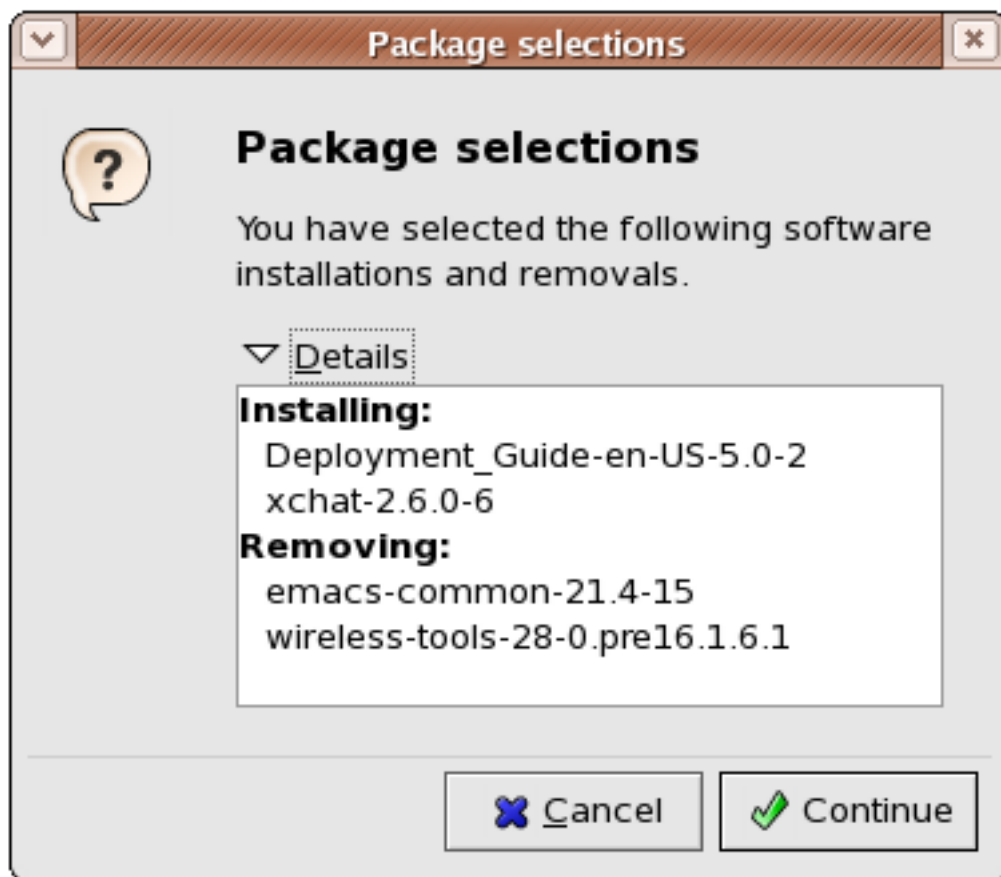 Package selections
Package selections
You have selected the following software
installations and removals.
Details
Installing:
Deployment_Guide-en-US-5.0-2
xchat-2.6.0-6
Removing:
emacs-common-21.4-15
wireless-tools-28-0.pre16.1.6.1
Cancel
Continue